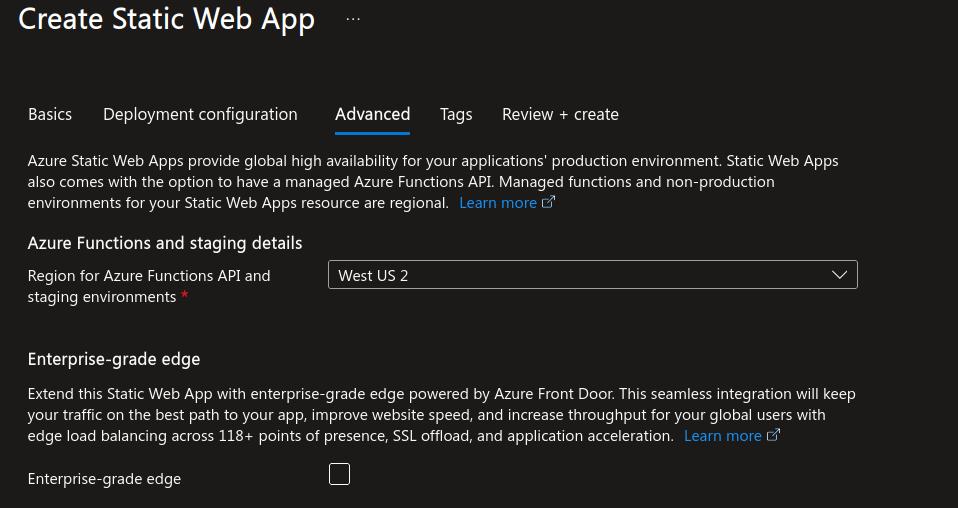 Create Static Web App ...
Basics Deployment configuration Advanced Tags Review + create
Azure Static Web Apps provide global high availability for your applications' production environment. Static Web Apps
also comes with the option to have a managed Azure Functions API. Managed functions and non-production
environments for your Static Web Apps resource are regional. Learn more
Azure Functions and staging details
Region for Azure Functions API and
staging environments *
West US 2
Enterprise-grade edge
Extend this Static Web App with enterprise-grade edge powered by Azure Front Door. This seamless integration will keep
your traffic on the best path to your app, improve website speed, and increase throughput for your global users with
edge load balancing across 118+ points of presence, SSL offload, and application acceleration. Learn more
Enterprise-grade edge